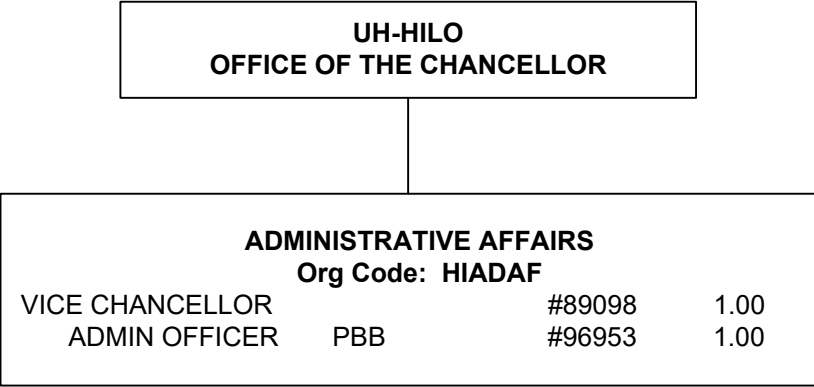 UH-HILO
OFFICE OF THE CHANCELLOR
ADMINISTRATIVE AFFAIRS
Org Code: HIADAF
VICE CHANCELLOR #89098 1.00
ADMIN OFFICER PBB #96953 1.00